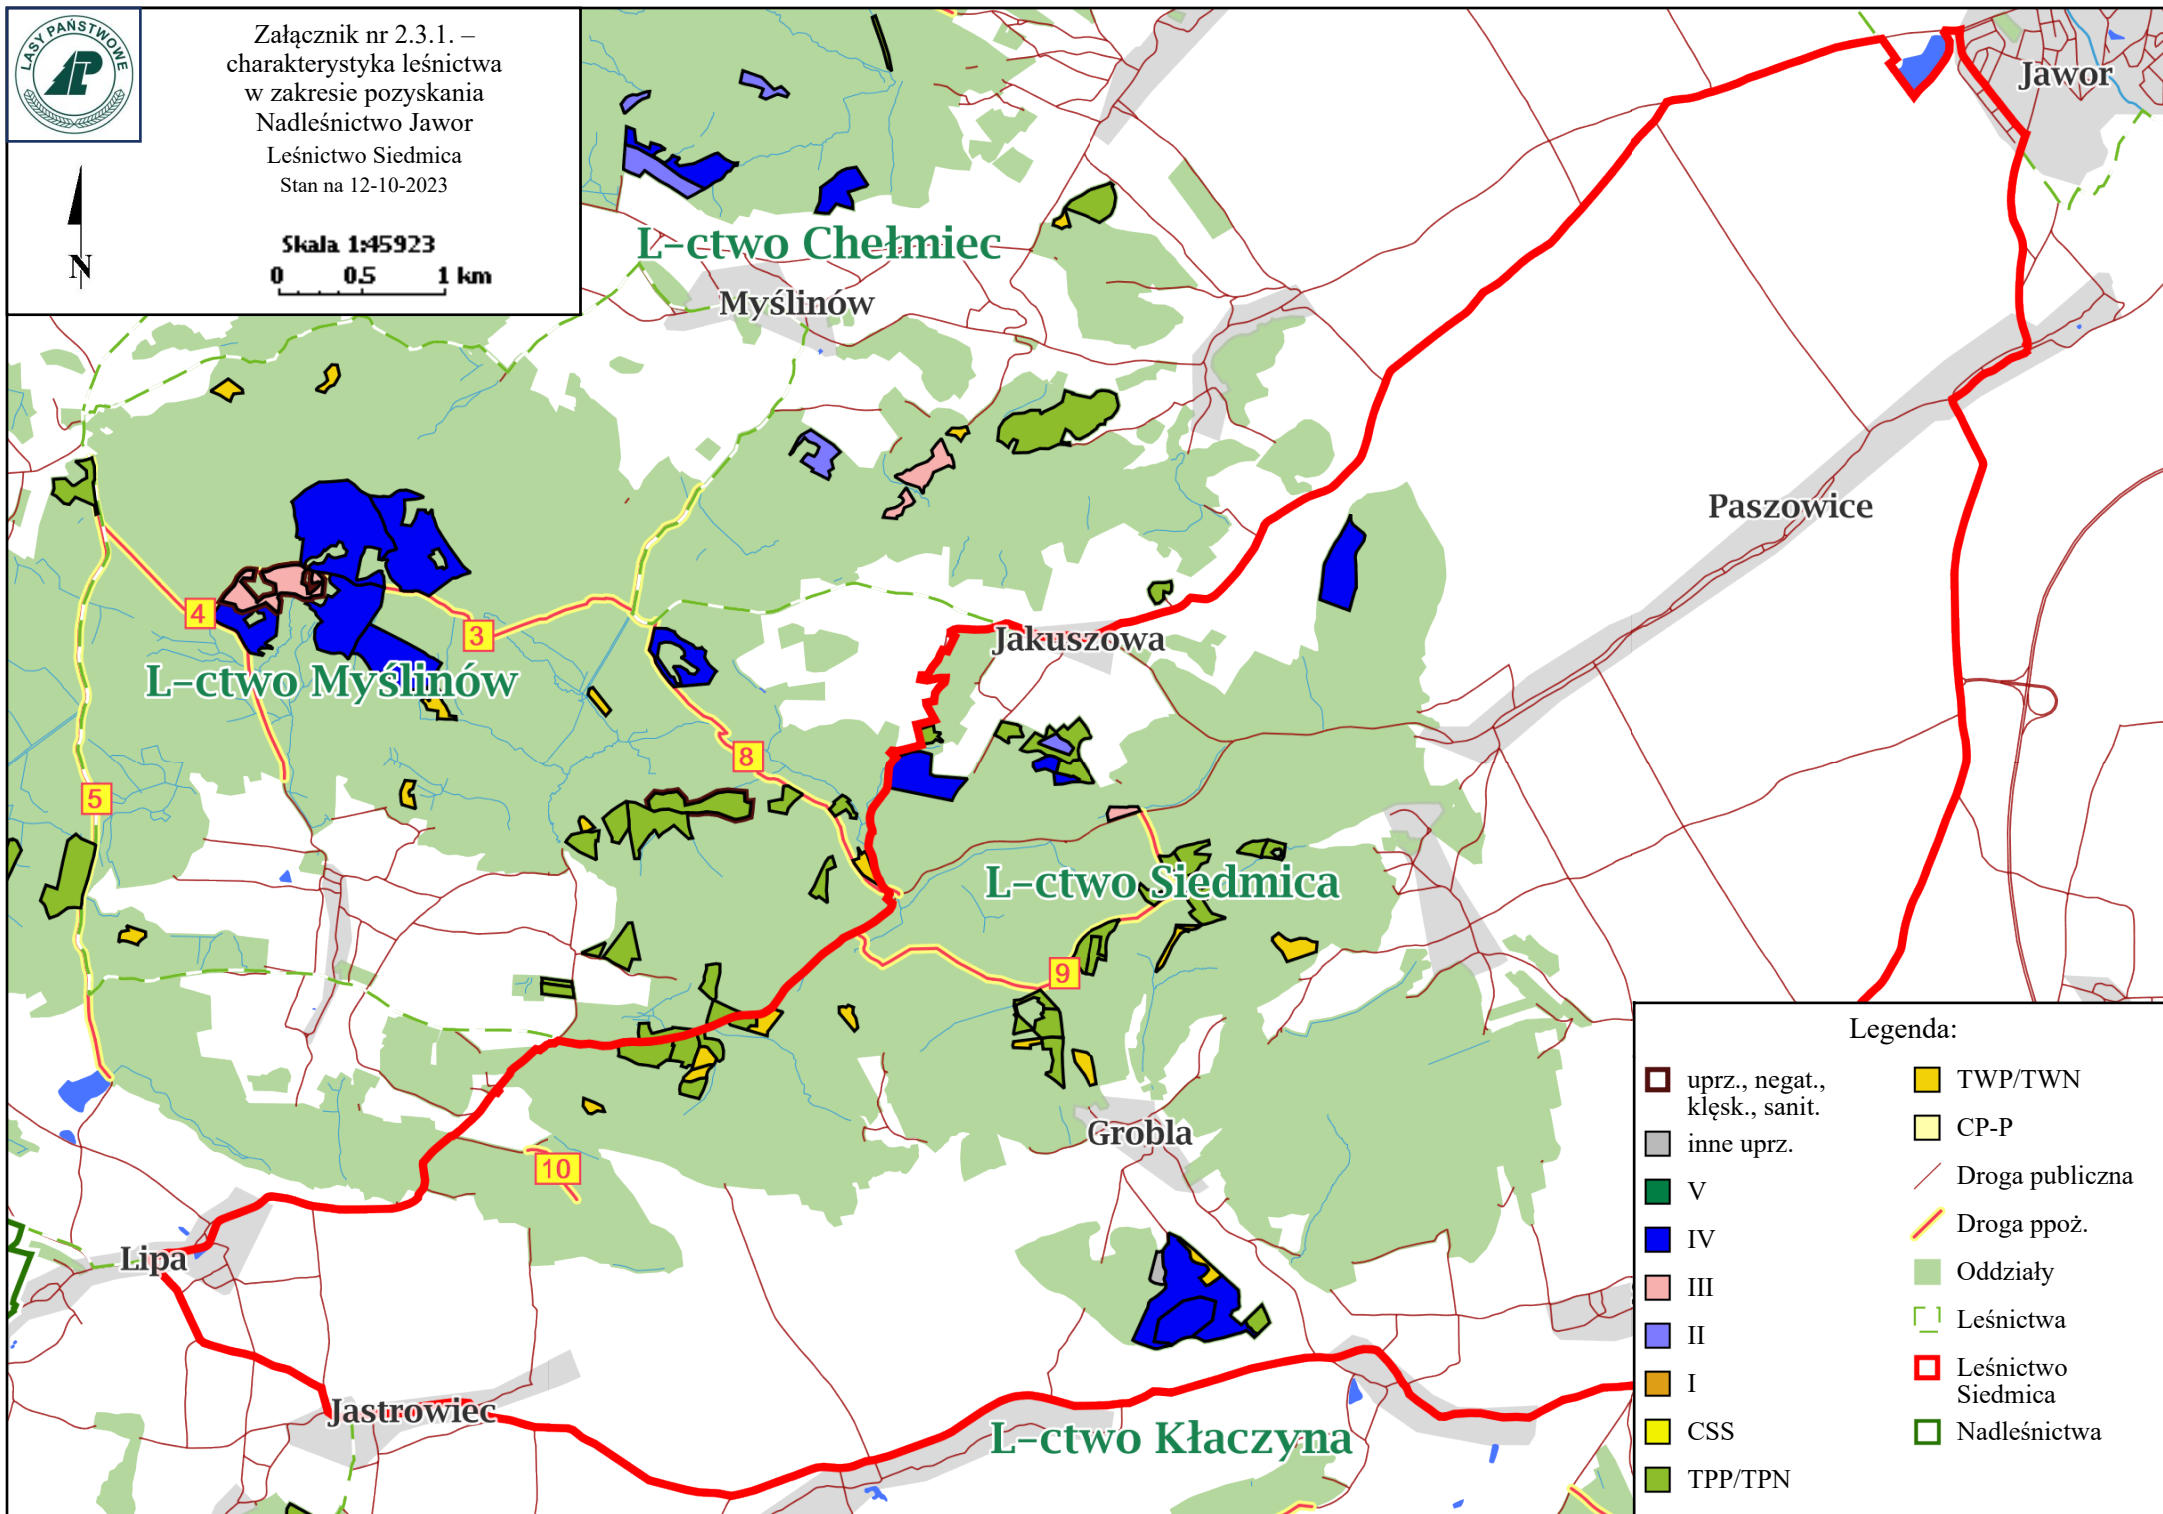 LASY PAŃSTWOWE
Załącznik nr 2.3.1. –
charakterystyka leśnictwa
w zakresie pozyskania
Nadleśnictwo Jawor
Leśnictwo Siedmica
Stan na 12-10-2023
Skala 1:45923
0 0.5 1 km
N
Jawor
L-ctwo Chełmiec
Myślinów
Paszowice
4
3
Jakuszowa
L-ctwo Myślinów
8
5
L-ctwo Siedmica
9
Grobla
10
Lipa
Jastrowiec
L-ctwo Kłaczyna
Legenda:
uprz., negat.,
klęsk., sanit.
inne uprz.
V
IV
III
II
I
CSS
TPP/TPN
TWP/TWN
CP-P
Droga publiczna
Droga ppoż.
Oddziały
Leśnictwa
Leśnictwo
Siedmica
Nadleśnictwa